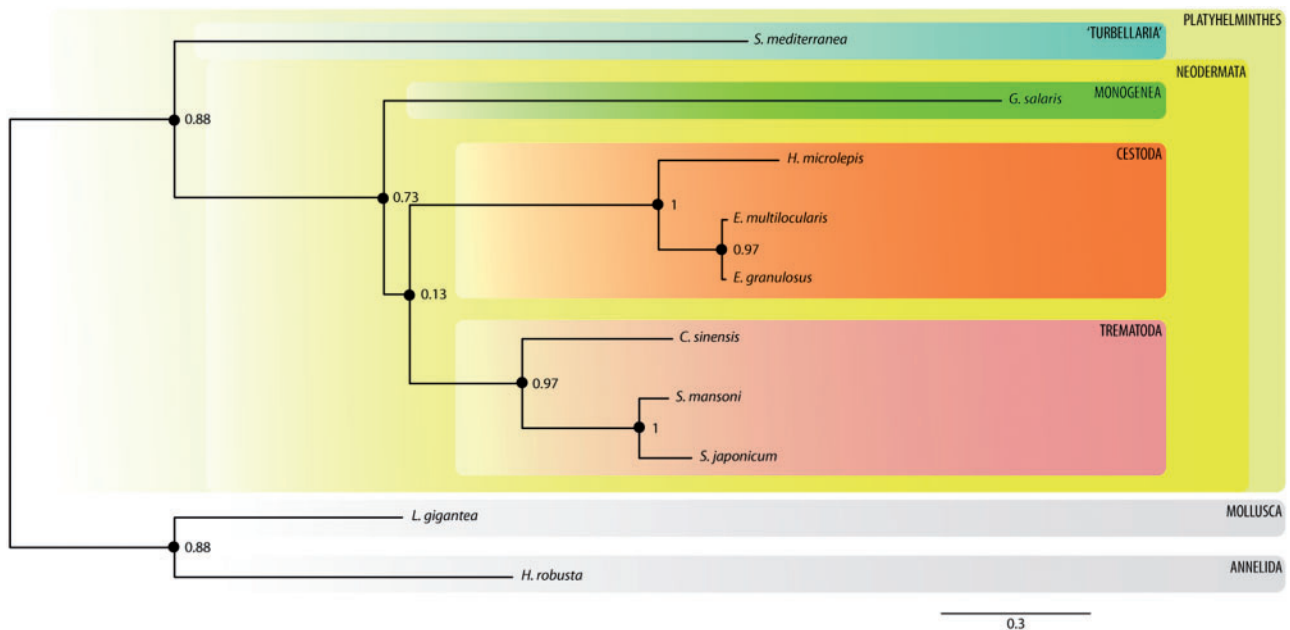 PLATYHELMINTHES
'TURBELLARIA'
S. mediterranea
NEODERMATA
MONOGENEA
G. salaris
0.88
CESTODA
H. microlepis
0.73
1
E. multilocularis
0.97
E. granulosus
0.13
TREMATODA
C. sinensis
0.97
S. mansoni
1
S. japonicum
MOLLUSCA
L. gigantea
0.88
ANNELIDA
H. robusta
0.3